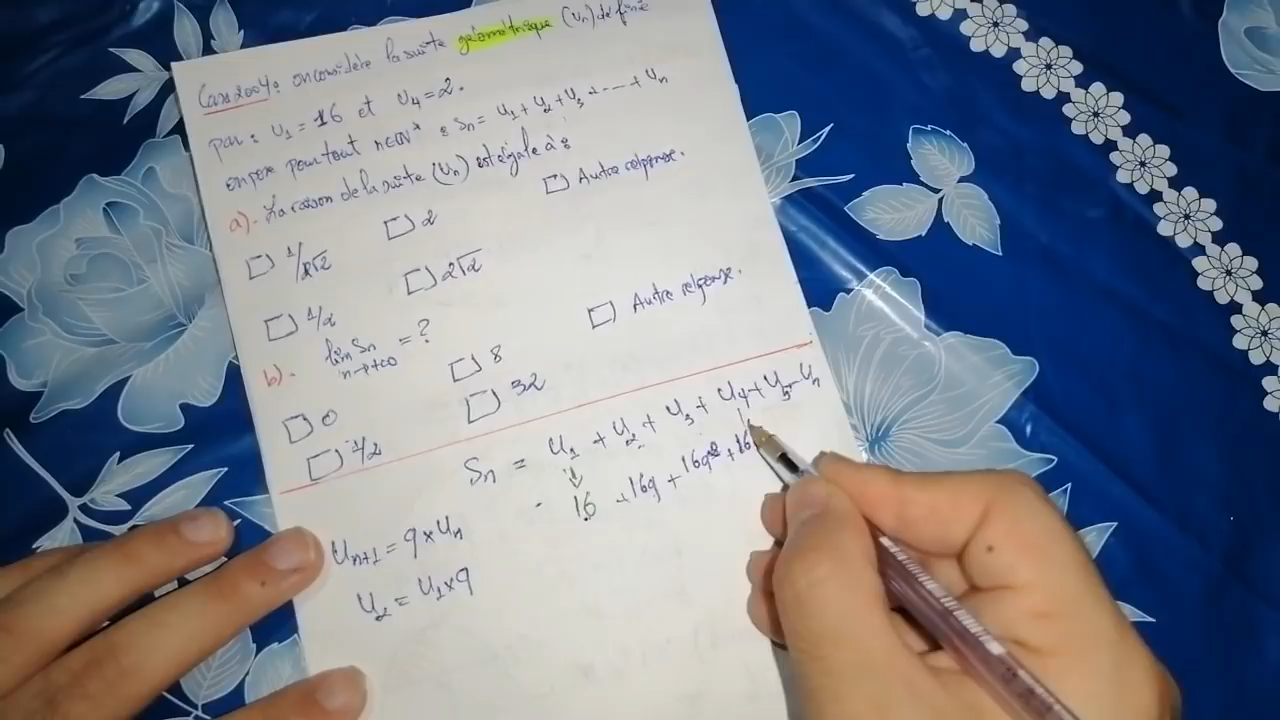 Casa 2004: on considère la suite géométrique (Un) définie
par: U1 = 16 et U4 = 2.
on pose pour tout n∈ℕ* : Sn = U1 + U2 + U3 + ---- + Un
a)- La raison de la suite (Un) est égale à:
□ 1/2√2 □ 2 □ Autre réponse.
□ 1/2 □ 2√2
b)- lim Sn = ?
n→+∞
□ 0 □ 8 □ Autre réponse.
□ 1/2 □ 32
Sn = U1 + U2 + U3 + U4 + U5 -- Un
16 + 16q + 16q² + 16
Un+1 = q × Un
U2 = U1 × q